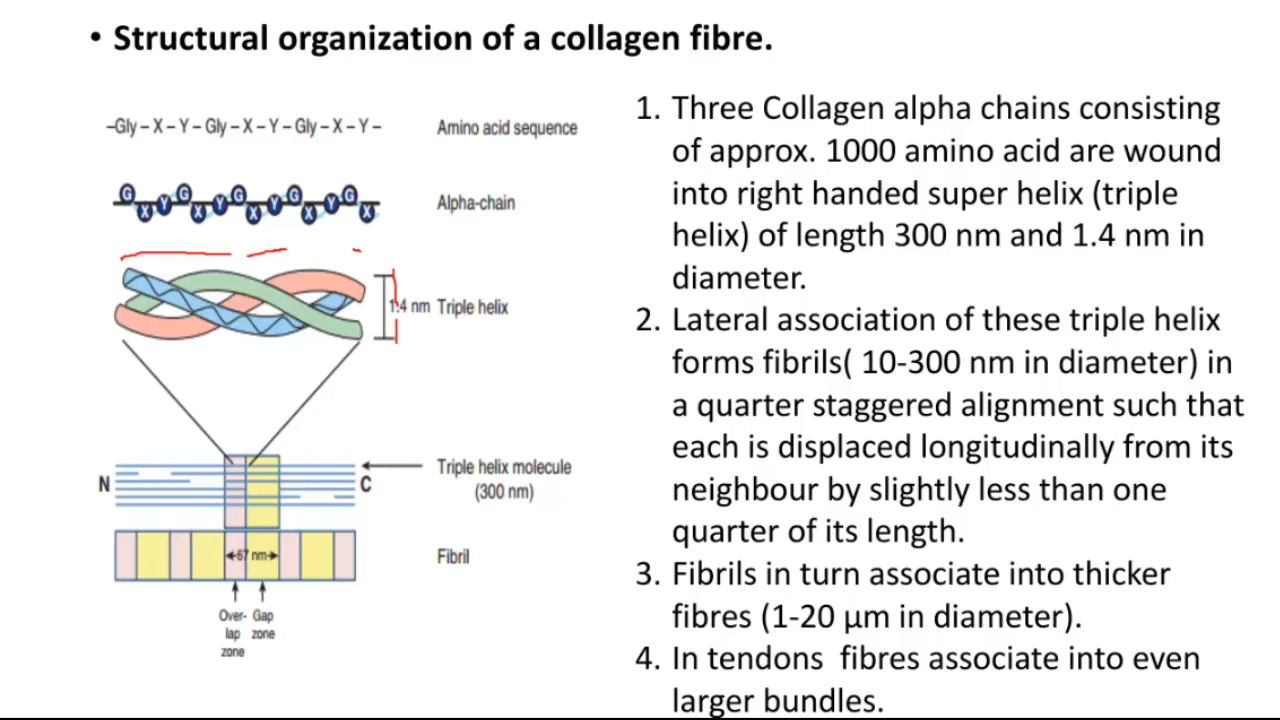 • Structural organization of a collagen fibre.
–Gly – X – Y – Gly – X – Y – Gly – X – Y –
Amino acid sequence
G X Y G X Y G X Y G X Y G X
Alpha-chain
1.4 nm Triple helix
N
C
Triple helix molecule
(300 nm)
67 nm
Fibril
Over- Gap
lap zone
zone
1. Three Collagen alpha chains consisting
of approx. 1000 amino acid are wound
into right handed super helix (triple
helix) of length 300 nm and 1.4 nm in
diameter.
2. Lateral association of these triple helix
forms fibrils( 10-300 nm in diameter) in
a quarter staggered alignment such that
each is displaced longitudinally from its
neighbour by slightly less than one
quarter of its length.
3. Fibrils in turn associate into thicker
fibres (1-20 µm in diameter).
4. In tendons  fibres associate into even
larger bundles.